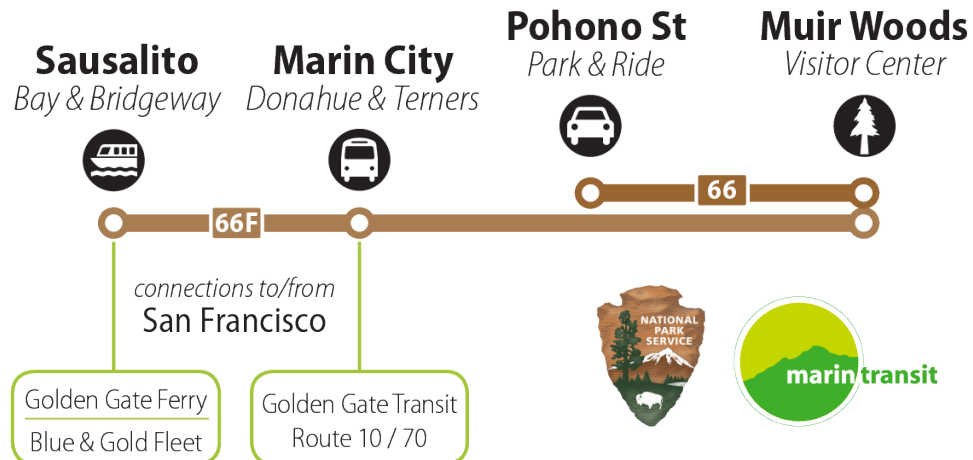 Sausalito
Bay & Bridgeway
Marin City
Donahue & Terners
Pohono St
Park & Ride
Muir Woods
Visitor Center
66
66F
connections to/from
San Francisco
Golden Gate Ferry
Blue & Gold Fleet
Golden Gate Transit
Route 10 / 70
NATIONAL
PARK
SERVICE
marin transit